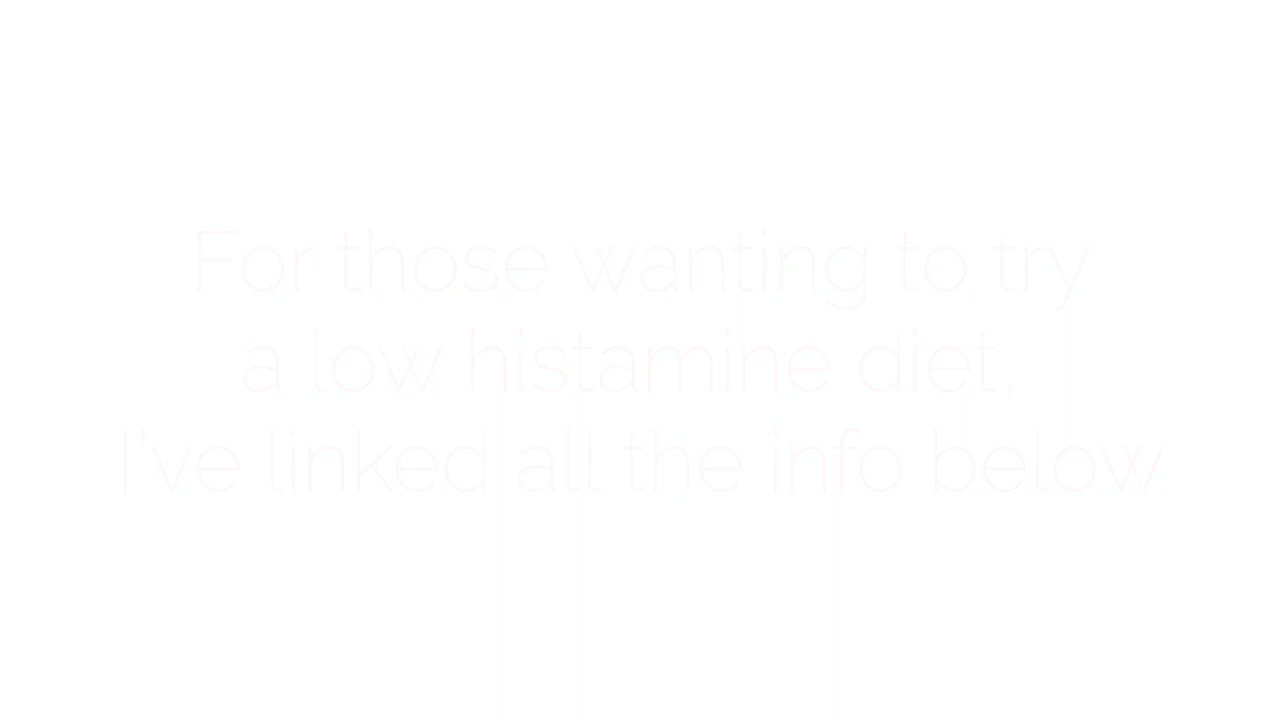 For those wanting to try
a low histamine diet,
I've linked all the info below